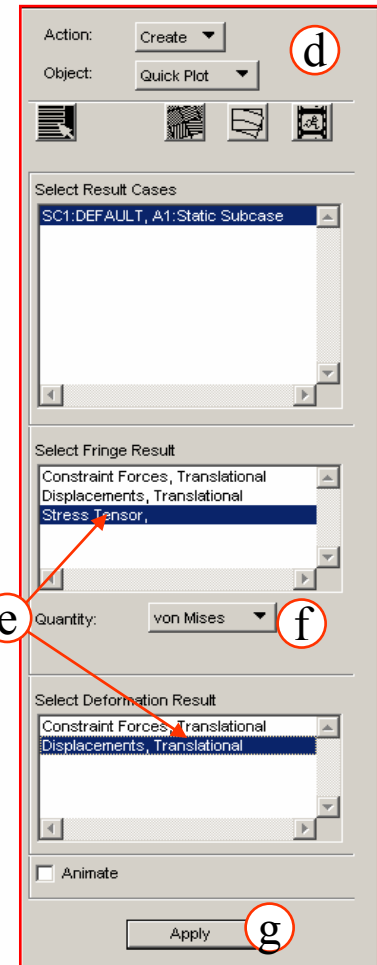 Action: Create
d
Object: Quick Plot
Select Result Cases
SC1:DEFAULT, A1:Static Subcase
Select Fringe Result
Constraint Forces, Translational
Displacements, Translational
Stress Tensor,
e
Quantity: von Mises
f
Select Deformation Result
Constraint Forces, Translational
Displacements, Translational
Animate
Apply
g